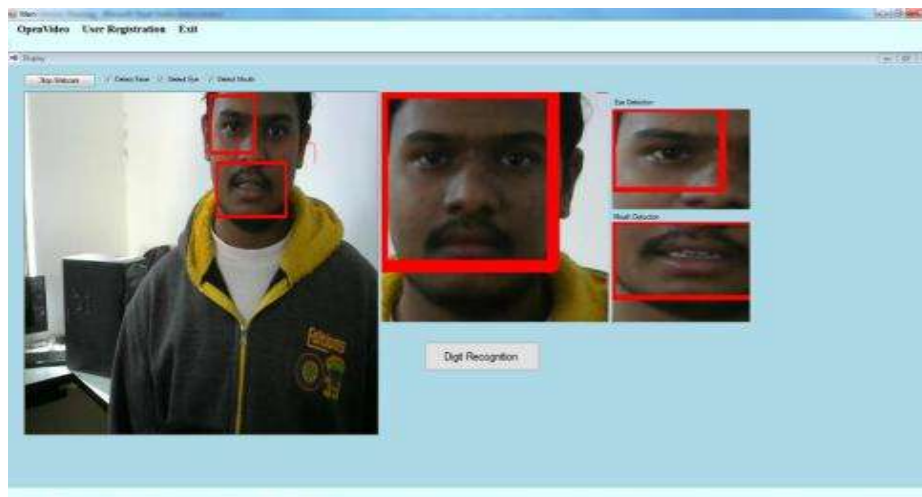 Main
OpenVideo User Registration Exit
Display
Stop Webcam Detect Face Detect Eye Detect Mouth
Eye Detection
Mouth Detection
Digit Recognition